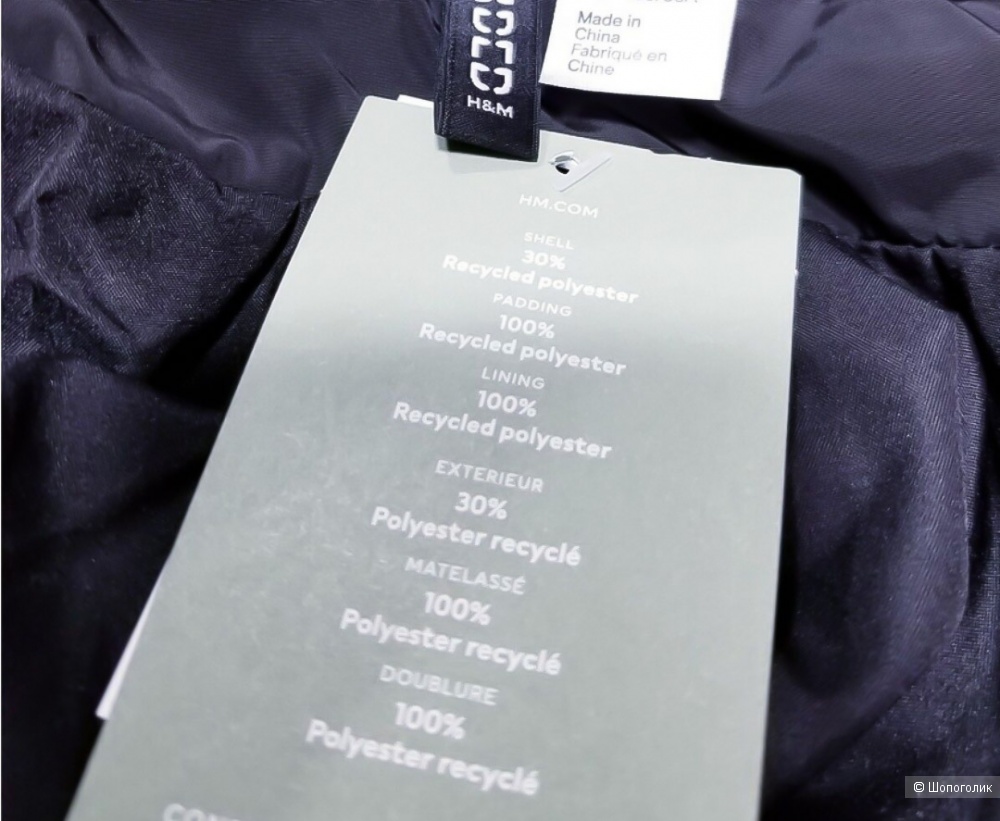 Made in
China
Fabriqué en
Chine
H&M
HM.COM
SHELL
30%
Recycled polyester
PADDING
100%
Recycled polyester
LINING
100%
Recycled polyester
EXTERIEUR
30%
Polyester recyclé
MATELASSÉ
100%
Polyester recyclé
DOUBLURE
100%
Polyester recyclé
© Шопоголик